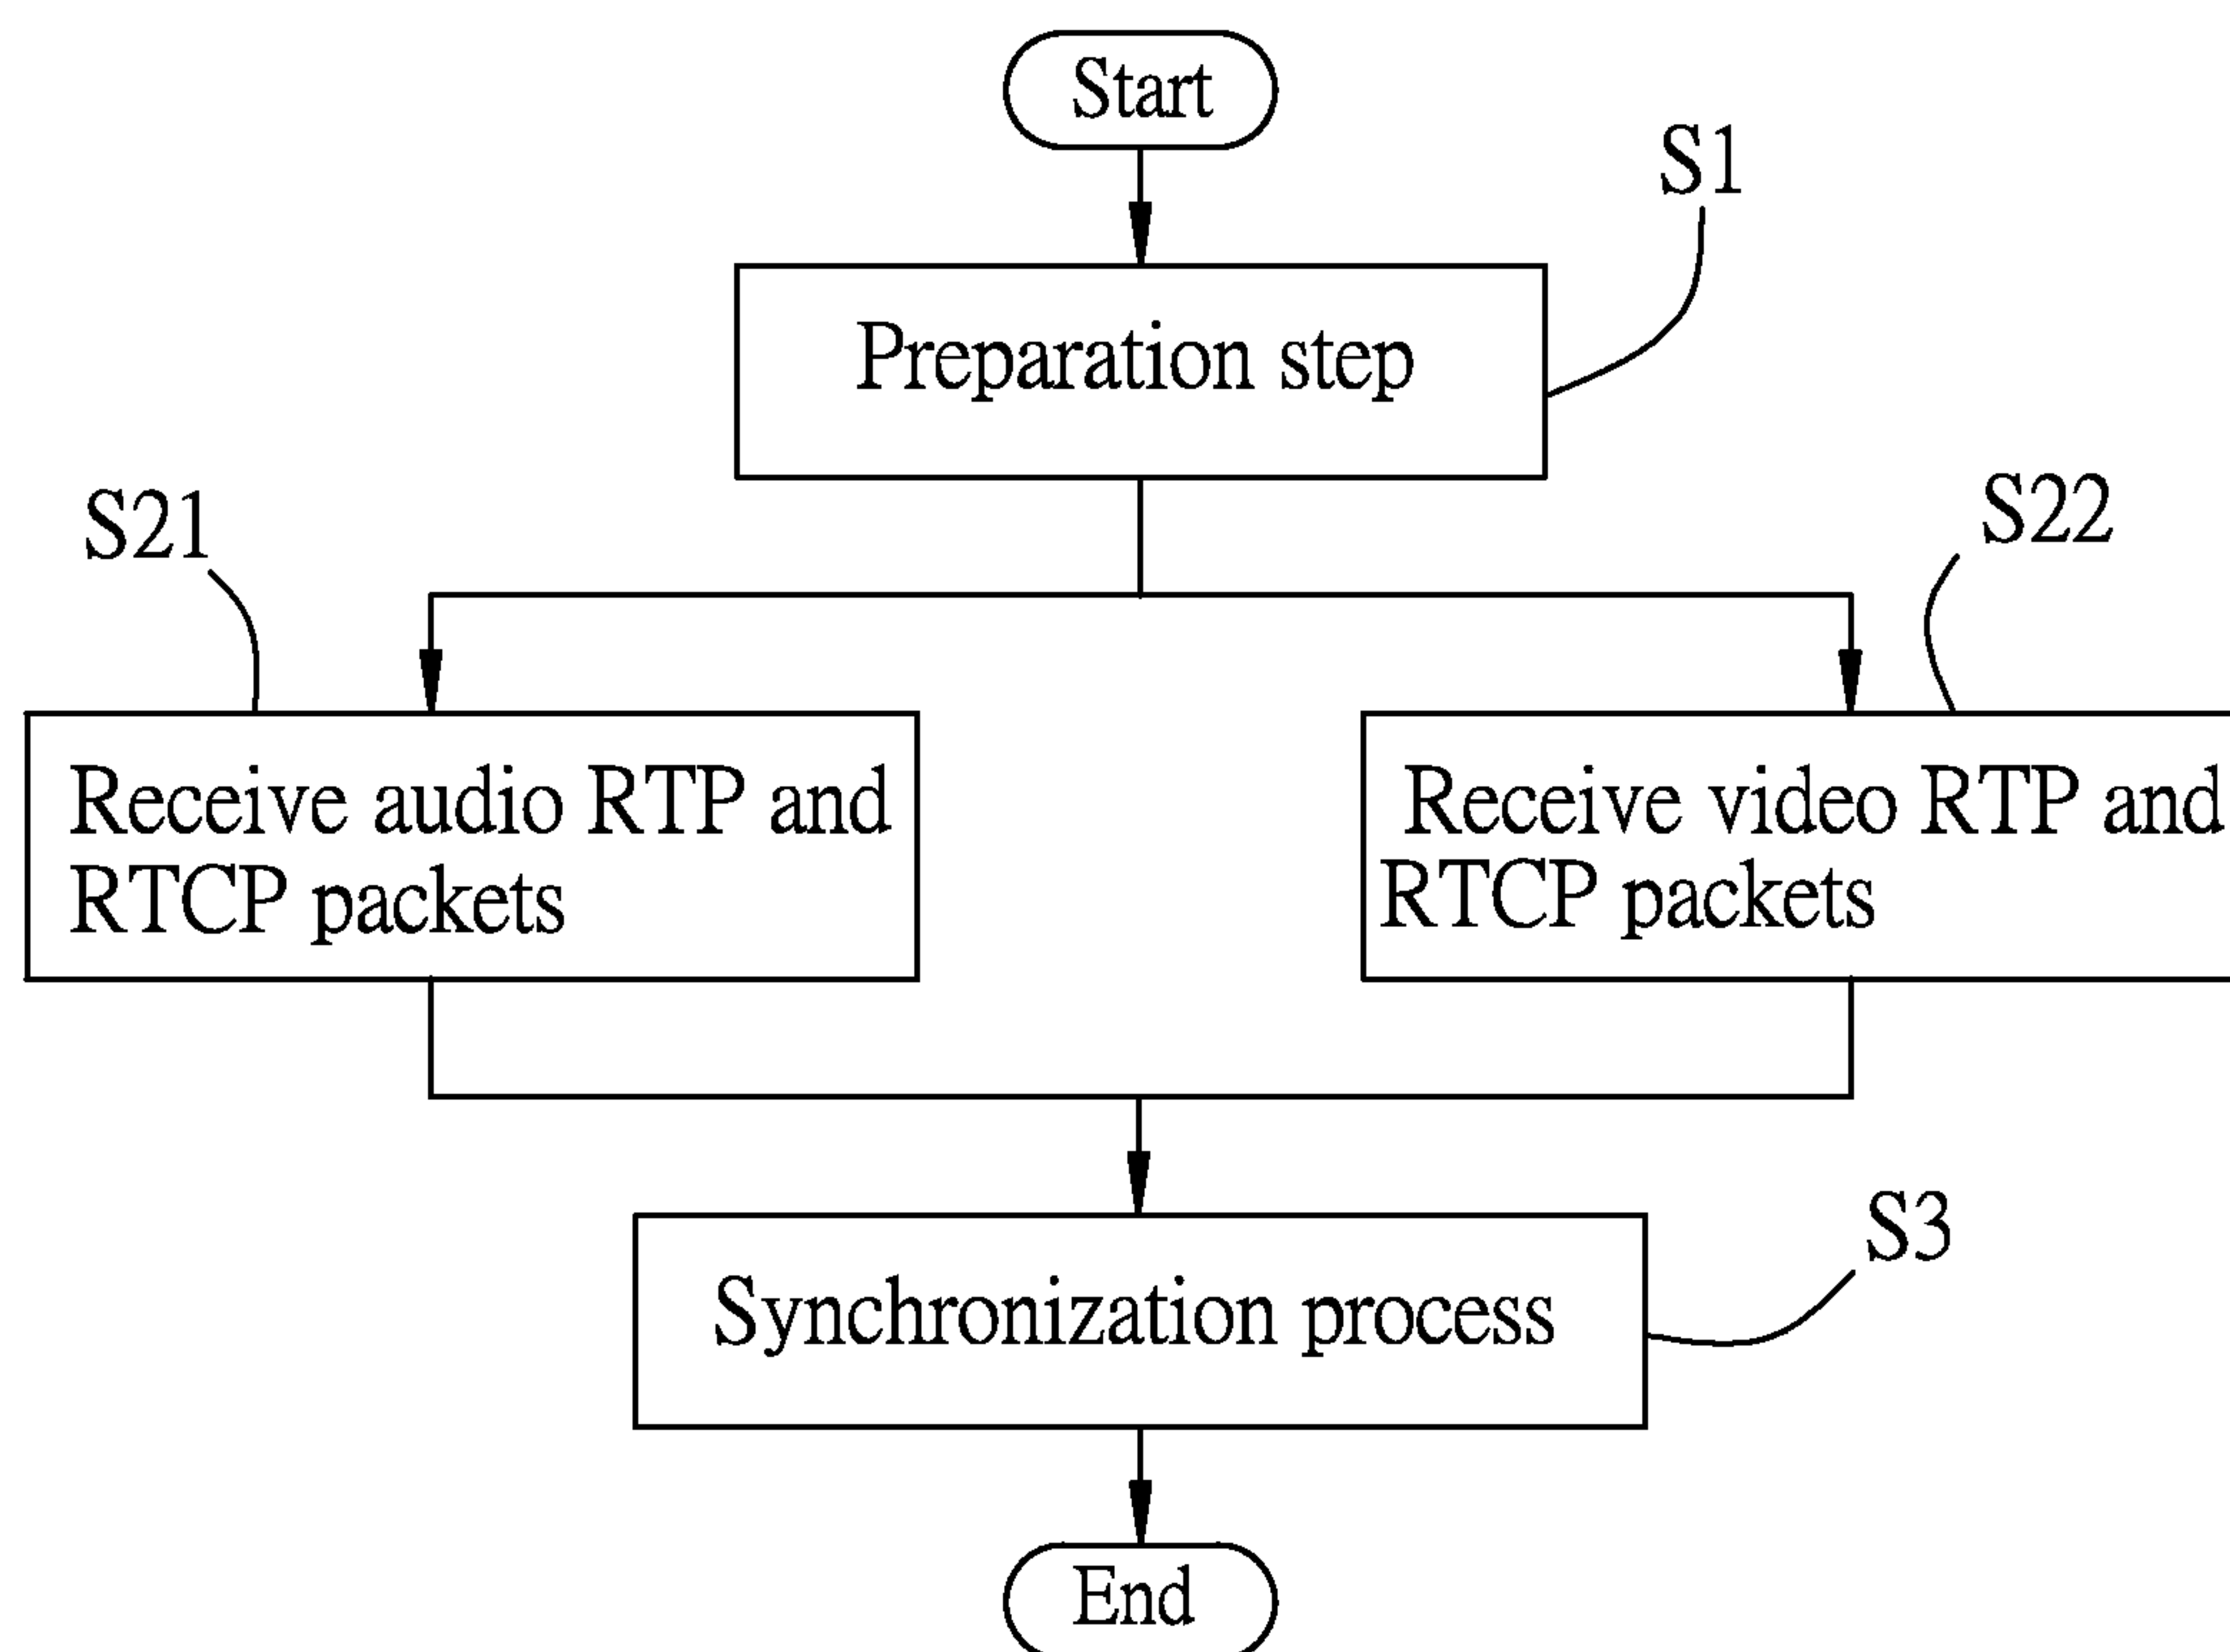 Start
S1
Preparation step
S21
S22
Receive audio RTP and
RTCP packets
Receive video RTP and
RTCP packets
S3
Synchronization process
End